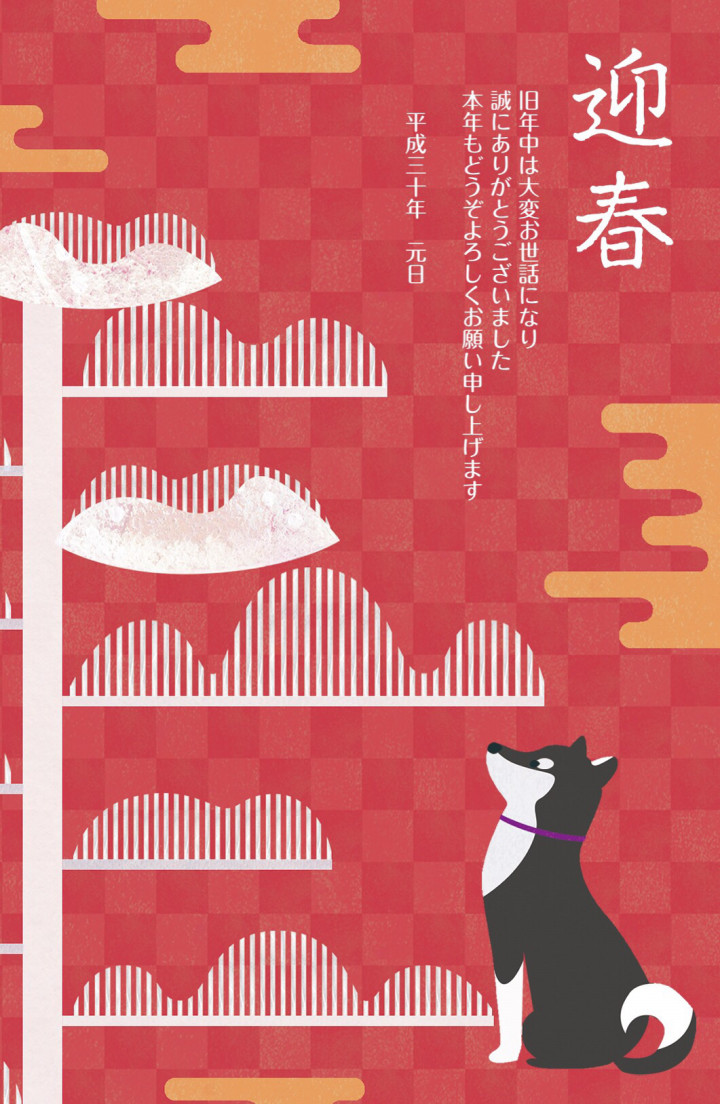 迎春
旧年中は大変お世話になり
誠にありがとうございました
本年もどうぞよろしくお願い申し上げます
平成三十年 元日